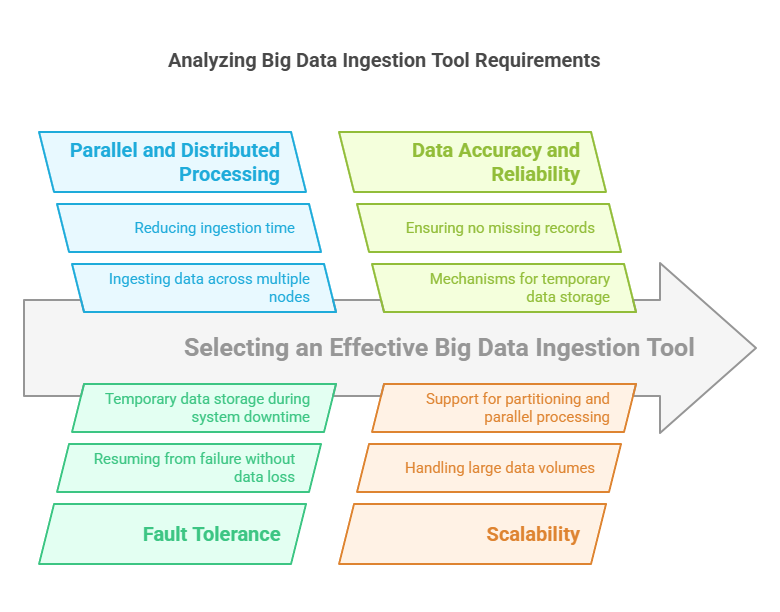 Analyzing Big Data Ingestion Tool Requirements
Parallel and Distributed
Processing
Reducing ingestion time
Ingesting data across multiple
nodes
Data Accuracy and
Reliability
Ensuring no missing records
Mechanisms for temporary
data storage
Selecting an Effective Big Data Ingestion Tool
Temporary data storage during
system downtime
Resuming from failure without
data loss
Fault Tolerance
Support for partitioning and
parallel processing
Handling large data volumes
Scalability